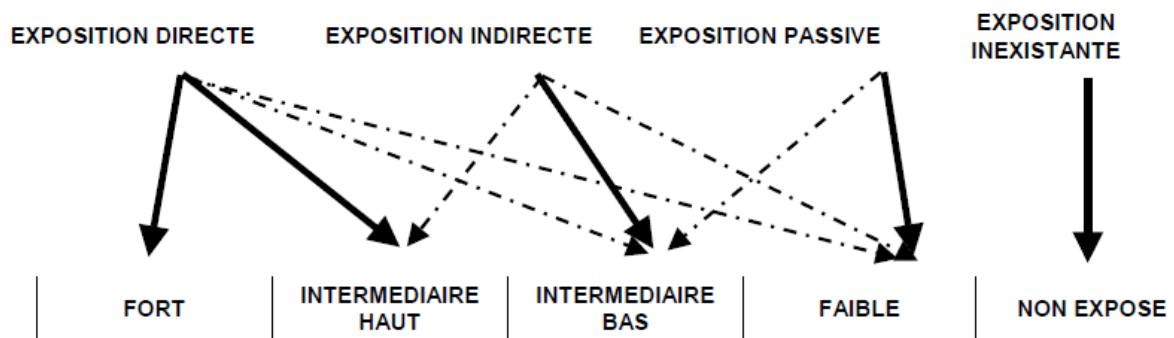 EXPOSITION DIRECTE
EXPOSITION INDIRECTE
EXPOSITION PASSIVE
EXPOSITION
INEXISTANTE
FORT
INTERMEDIAIRE
HAUT
INTERMEDIAIRE
BAS
FAIBLE
NON EXPOSE